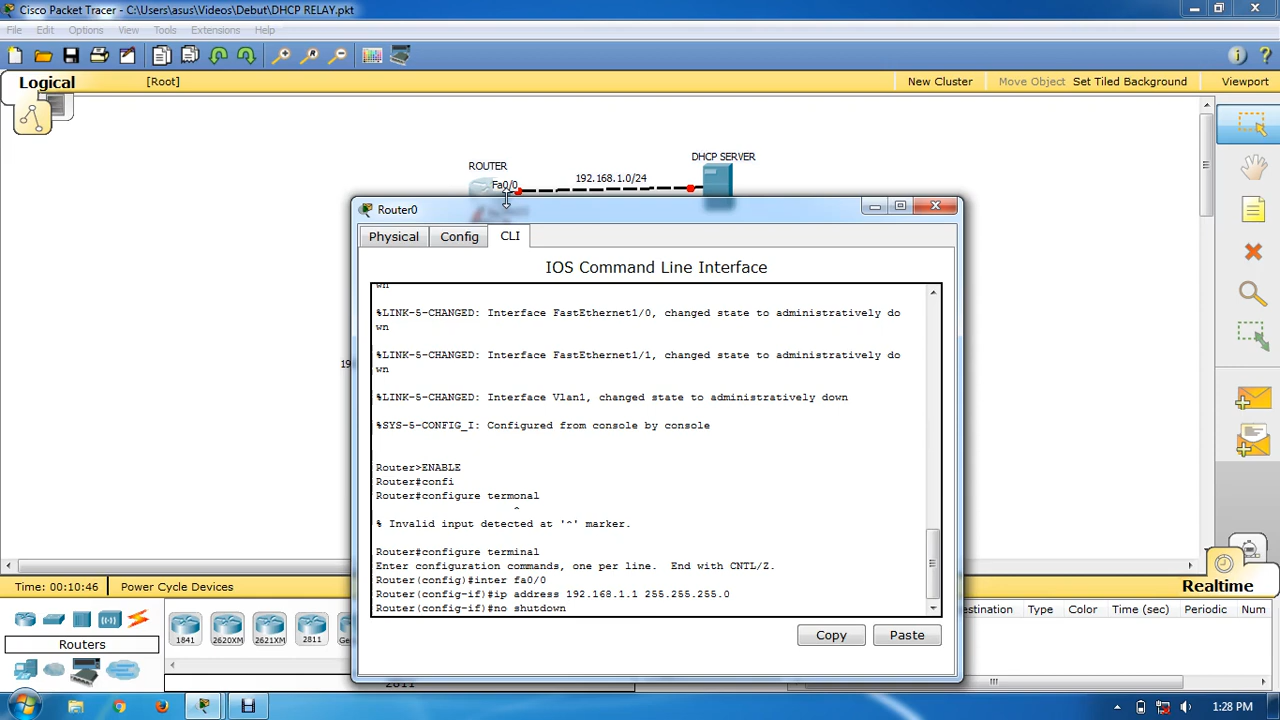 Cisco Packet Tracer - C:\Users\asus\Videos\Debut\DHCP RELAY.pkt
File Edit Options View Tools Extensions Help
Logical
[Root]
New Cluster
Move Object
Set Tiled Background
Viewport
DHCP SERVER
ROUTER
192.168.1.0/24
Fa0/0
Router0
Physical
Config
CLI
IOS Command Line Interface
wn
%LINK-5-CHANGED: Interface FastEthernet1/0, changed state to administratively do
wn
%LINK-5-CHANGED: Interface FastEthernet1/1, changed state to administratively do
wn
%LINK-5-CHANGED: Interface Vlan1, changed state to administratively down
%SYS-5-CONFIG_I: Configured from console by console
Router>ENABLE
Router#confi
Router#configure termonal
^
% Invalid input detected at '^' marker.
Router#configure terminal
Enter configuration commands, one per line. End with CNTL/Z.
Router(config)#inter fa0/0
Router(config-if)#ip address 192.168.1.1 255.255.255.0
Router(config-if)#no shutdown
Copy
Paste
19
Time: 00:10:46
Power Cycle Devices
Realtime
Routers
1841
2620XM
2621XM
2811
Ge
2811
estination
Type
Color
Time (sec)
Periodic
Num
1:28 PM